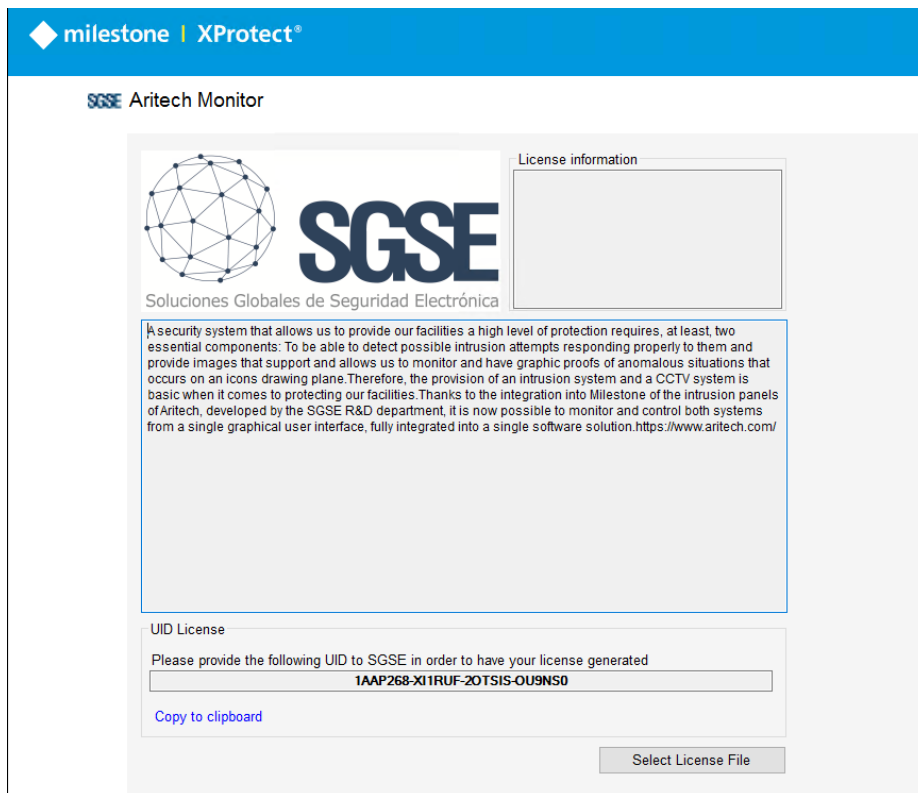 milestone | XProtect®
SGSE Aritech Monitor
SGSE
Soluciones Globales de Seguridad Electrónica
License information
A security system that allows us to provide our facilities a high level of protection requires, at least, two
essential components: To be able to detect possible intrusion attempts responding properly to them and
provide images that support and allows us to monitor and have graphic proofs of anomalous situations that
occurs on an icons drawing plane.Therefore, the provision of an intrusion system and a CCTV system is
basic when it comes to protecting our facilities.Thanks to the integration into Milestone of the intrusion panels
of Aritech, developed by the SGSE R&D department, it is now possible to monitor and control both systems
from a single graphical user interface, fully integrated into a single software solution.https://www.aritech.com/
UID License
Please provide the following UID to SGSE in order to have your license generated
1AAP268-XI1RUF-2OTSIS-OU9NS0
Copy to clipboard
Select License File